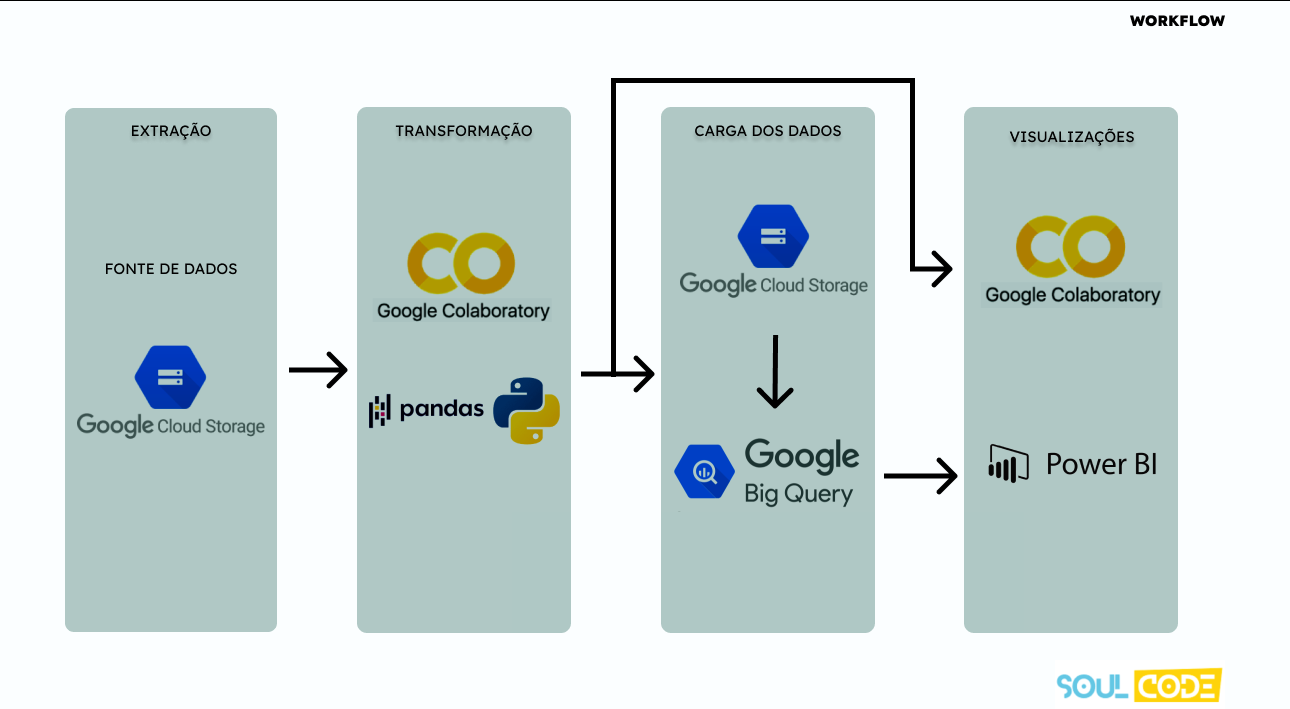 WORKFLOW
EXTRAÇÃO
FONTE DE DADOS
Google Cloud Storage
TRANSFORMAÇÃO
CO
Google Colaboratory
pandas
CARGA DOS DADOS
Google Cloud Storage
Google
Big Query
VISUALIZAÇÕES
CO
Google Colaboratory
Power BI
SOUL CODE